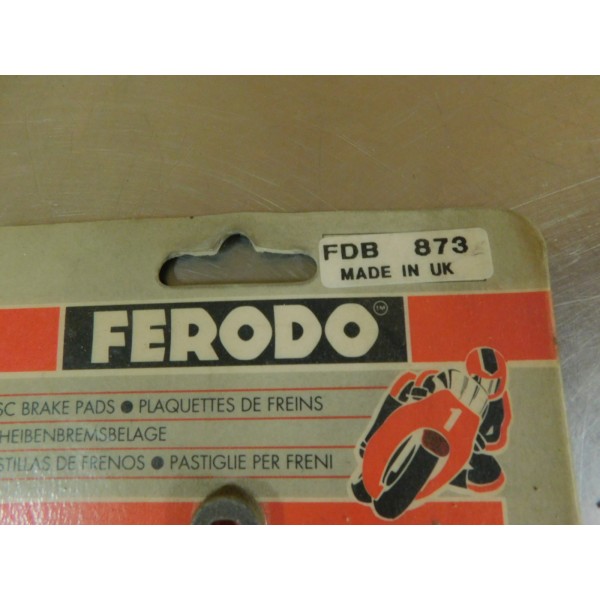 FDB 873
MADE IN UK
FERODO™
SC BRAKE PADS ● PLAQUETTES DE FREINS
HEIBENBREMSBELAGE
STILLAS DE FRENOS ● PASTIGLIE PER FRENI
1